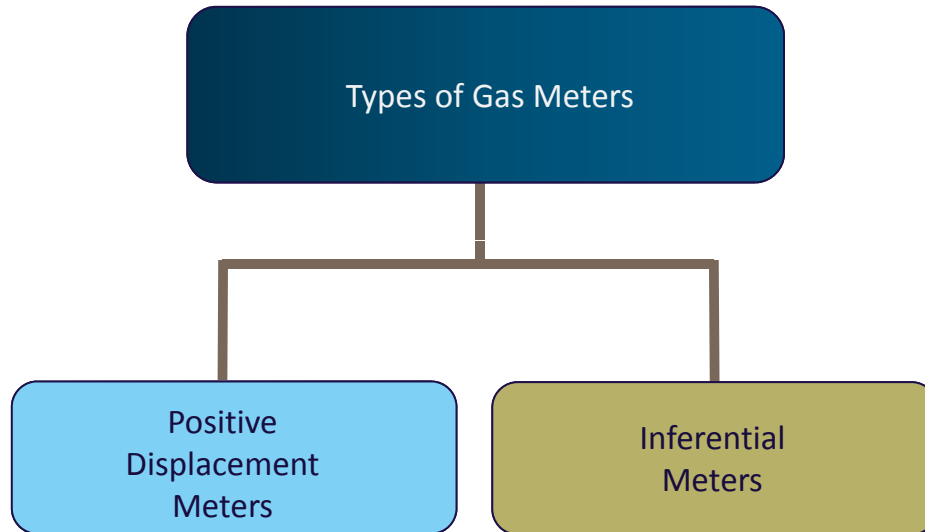 Types of Gas Meters
Positive
Displacement
Meters
Inferential
Meters